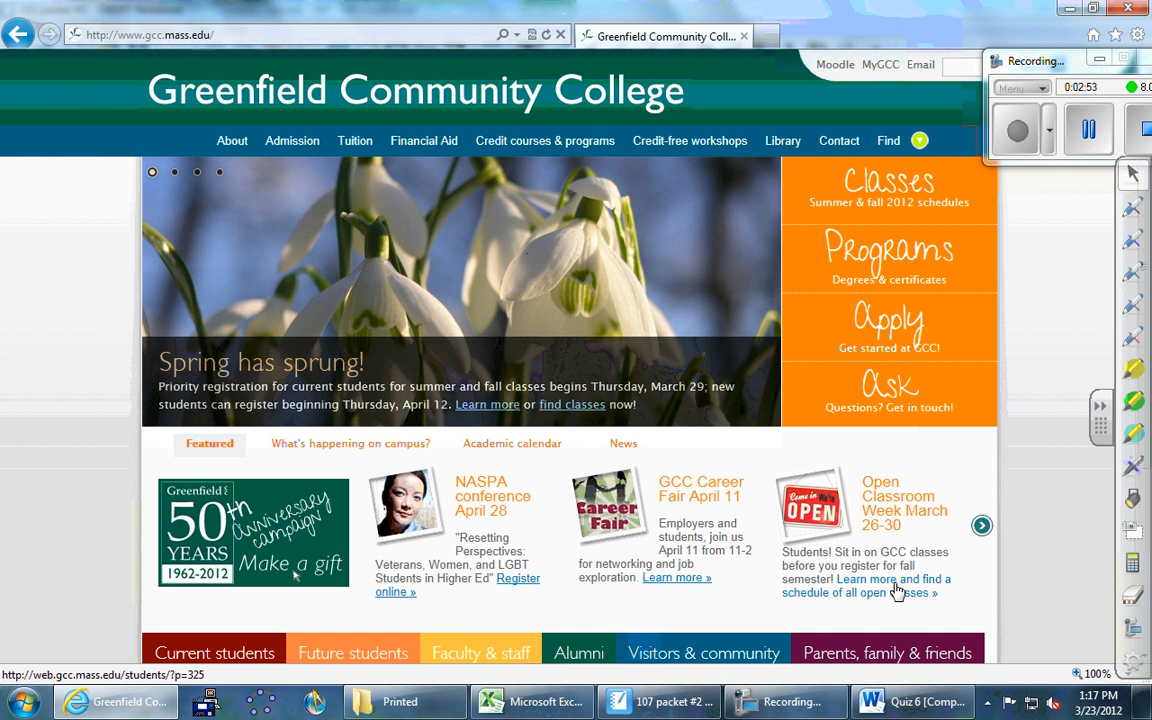 http://www.gcc.mass.edu/
Greenfield Community Coll...
Recording...
Menu
0:02:53
8.0
Moodle MyGCC Email
Greenfield Community College
About Admission Tuition Financial Aid Credit courses & programs Credit-free workshops Library Contact Find
Classes
Summer & fall 2012 schedules
Programs
Degrees & certificates
Apply
Get started at GCC!
Ask
Questions? Get in touch!
Spring has sprung!
Priority registration for current students for summer and fall classes begins Thursday, March 29; new
students can register beginning Thursday, April 12. Learn more or find classes now!
Featured What's happening on campus? Academic calendar News
Greenfield
50th
YEARS
1962-2012
anniversary
campaign
Make a gift
NASPA
conference
April 28
"Resetting
Perspectives:
Veterans, Women, and LGBT
Students in Higher Ed" Register
online »
Career
Fair
GCC Career
Fair April 11
Employers and
students, join us
April 11 from 11-2
for networking and job
exploration. Learn more »
Come in We're
OPEN
Open
Classroom
Week March
26-30
Students! Sit in on GCC classes
before you register for fall
semester! Learn more and find a
schedule of all open classes »
Current students Future students Faculty & staff Alumni Visitors & community Parents, family & friends
http://web.gcc.mass.edu/students/?p=325
100%
Greenfield Co...
Printed
Microsoft Exc...
107 packet #2 ...
Recording...
Quiz 6 [Comp...
1:17 PM
3/23/2012